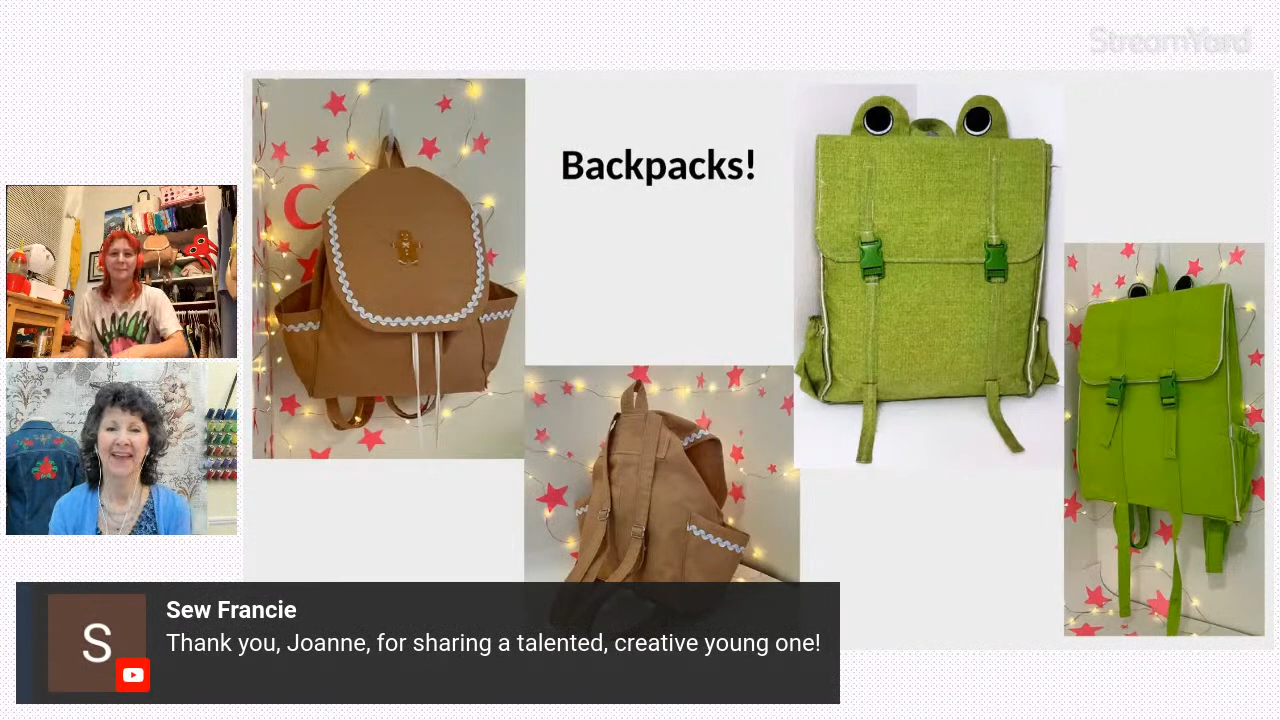 StreamYard
Backpacks!
Sew Francie
S
Thank you, Joanne, for sharing a talented, creative young one!